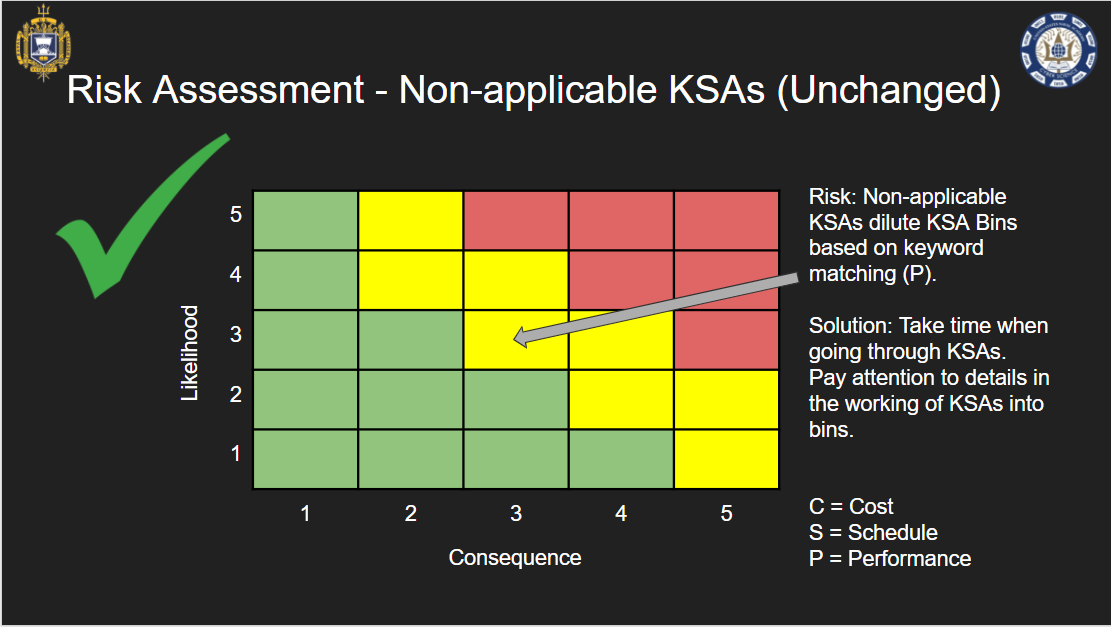 Risk Assessment - Non-applicable KSAs (Unchanged)
5
4
3
2
1
Likelihood
1 2 3 4 5
Consequence
Risk: Non-applicable
KSAs dilute KSA Bins
based on keyword
matching (P).
Solution: Take time when
going through KSAs.
Pay attention to details in
the working of KSAs into
bins.
C = Cost
S = Schedule
P = Performance